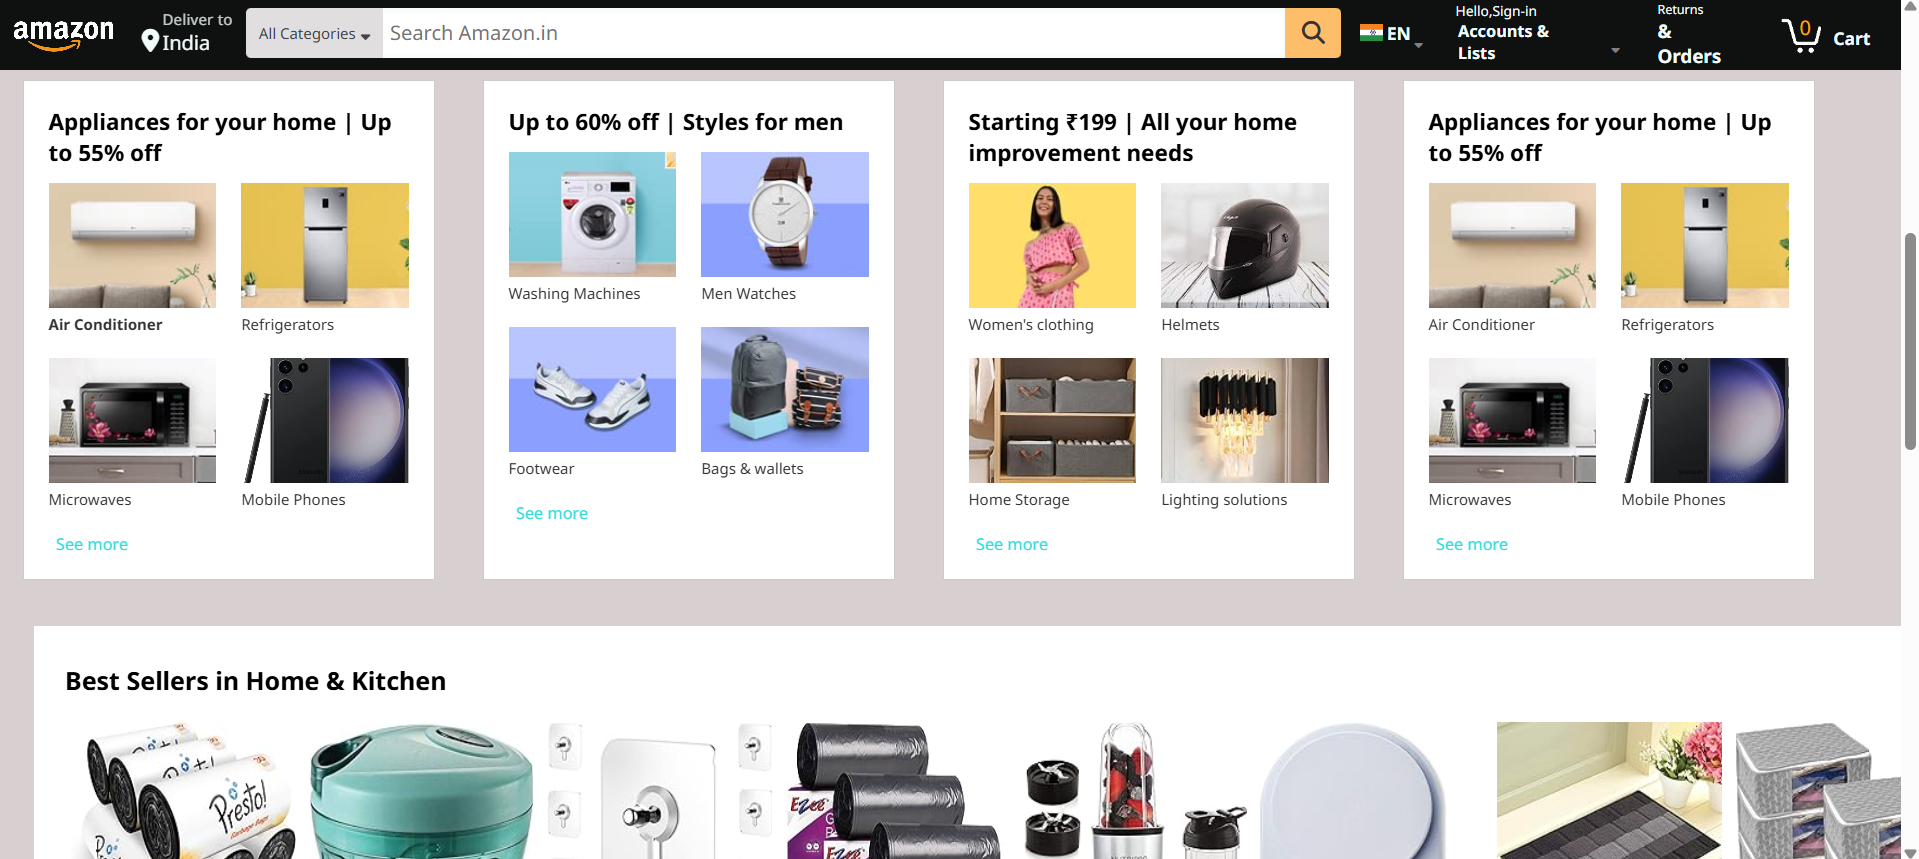 amazon
Deliver to
India
All Categories
Search Amazon.in
EN
Hello,Sign-in
Accounts &
Lists
Returns
&
Orders
0
Cart
Appliances for your home | Up
to 55% off
Air Conditioner
Refrigerators
Microwaves
Mobile Phones
See more
Up to 60% off | Styles for men
Washing Machines
Men Watches
Footwear
Bags & wallets
See more
Starting ₹199 | All your home
improvement needs
Women's clothing
Helmets
Home Storage
Lighting solutions
See more
Appliances for your home | Up
to 55% off
Air Conditioner
Refrigerators
Microwaves
Mobile Phones
See more
Best Sellers in Home & Kitchen
Presto!
Garbage Bags
Ezee
Ezee